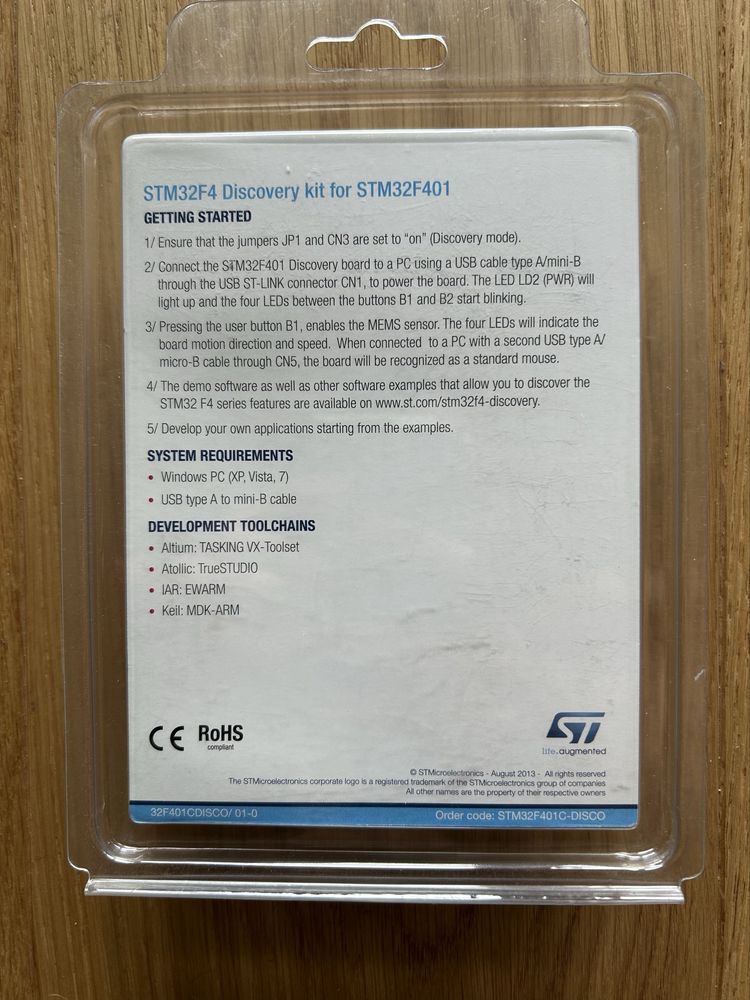 STM32F4 Discovery kit for STM32F401
GETTING STARTED
1/ Ensure that the jumpers JP1 and CN3 are set to “on” (Discovery mode).
2/ Connect the STM32F401 Discovery board to a PC using a USB cable type A/mini-B
through the USB ST-LINK connector CN1, to power the board. The LED LD2 (PWR) will
light up and the four LEDs between the buttons B1 and B2 start blinking.
3/ Pressing the user button B1, enables the MEMS sensor. The four LEDs will indicate the
board motion direction and speed. When connected to a PC with a second USB type A/
micro-B cable through CN5, the board will be recognized as a standard mouse.
4/ The demo software as well as other software examples that allow you to discover the
STM32 F4 series features are available on www.st.com/stm32f4-discovery.
5/ Develop your own applications starting from the examples.
SYSTEM REQUIREMENTS
• Windows PC (XP, Vista, 7)
• USB type A to mini-B cable
DEVELOPMENT TOOLCHAINS
• Altium: TASKING VX-Toolset
• Atollic: TrueSTUDIO
• IAR: EWARM
• Keil: MDK-ARM
CE RoHS
compliant
ST
life.augmented
© STMicroelectronics - August 2013 - All rights reserved
The STMicroelectronics corporate logo is a registered trademark of the STMicroelectronics group of companies
All other names are the property of their respective owners
32F401CDISCO/ 01-0
Order code: STM32F401C-DISCO